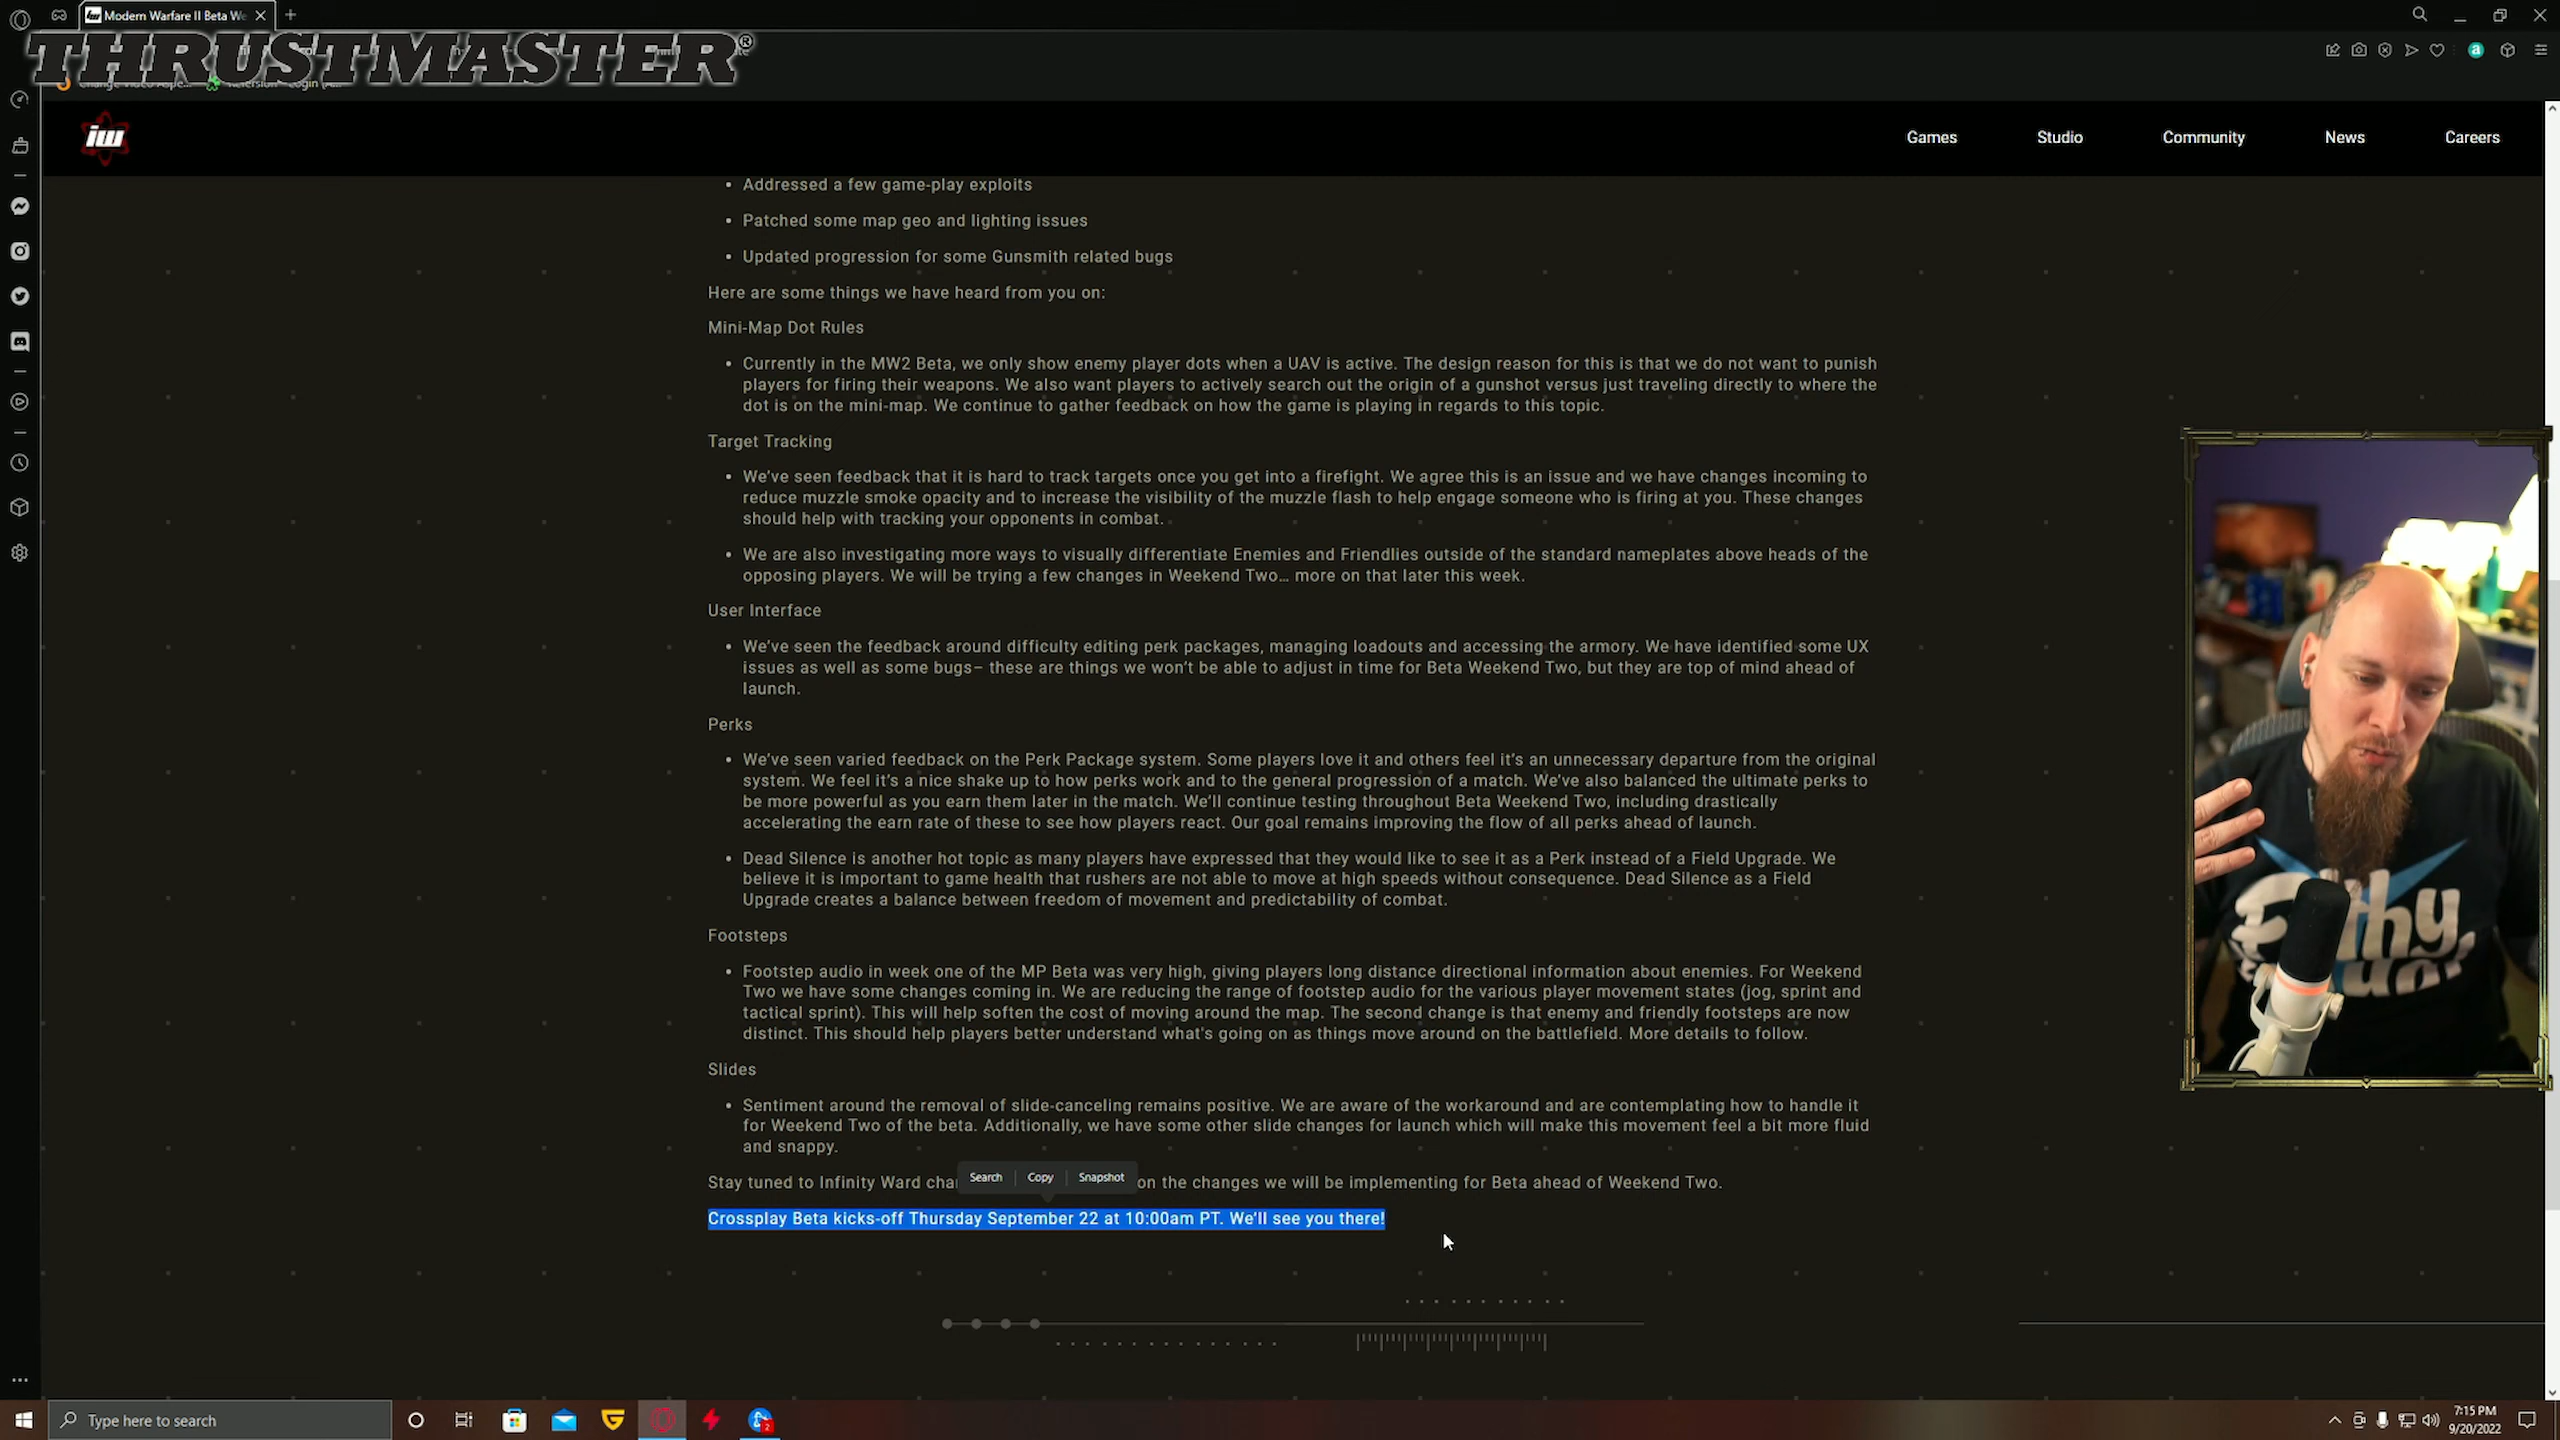 Modern Warfare II Beta We
THRUSTMASTER®
iw
Games
Studio
Community
News
Careers
• Addressed a few game-play exploits
• Patched some map geo and lighting issues
• Updated progression for some Gunsmith related bugs
Here are some things we have heard from you on:
Mini-Map Dot Rules
• Currently in the MW2 Beta, we only show enemy player dots when a UAV is active. The design reason for this is that we do not want to punish
players for firing their weapons. We also want players to actively search out the origin of a gunshot versus just traveling directly to where the
dot is on the mini-map. We continue to gather feedback on how the game is playing in regards to this topic.
Target Tracking
• We've seen feedback that it is hard to track targets once you get into a firefight. We agree this is an issue and we have changes incoming to
reduce muzzle smoke opacity and to increase the visibility of the muzzle flash to help engage someone who is firing at you. These changes
should help with tracking your opponents in combat.
• We are also investigating more ways to visually differentiate Enemies and Friendlies outside of the standard nameplates above heads of the
opposing players. We will be trying a few changes in Weekend Two… more on that later this week.
User Interface
• We've seen the feedback around difficulty editing perk packages, managing loadouts and accessing the armory. We have identified some UX
issues as well as some bugs– these are things we won't be able to adjust in time for Beta Weekend Two, but they are top of mind ahead of
launch.
Perks
• We've seen varied feedback on the Perk Package system. Some players love it and others feel it's an unnecessary departure from the original
system. We feel it's a nice shake up to how perks work and to the general progression of a match. We've also balanced the ultimate perks to
be more powerful as you earn them later in the match. We'll continue testing throughout Beta Weekend Two, including drastically
accelerating the earn rate of these to see how players react. Our goal remains improving the flow of all perks ahead of launch.
• Dead Silence is another hot topic as many players have expressed that they would like to see it as a Perk instead of a Field Upgrade. We
believe it is important to game health that rushers are not able to move at high speeds without consequence. Dead Silence as a Field
Upgrade creates a balance between freedom of movement and predictability of combat.
Footsteps
• Footstep audio in week one of the MP Beta was very high, giving players long distance directional information about enemies. For Weekend
Two we have some changes coming in. We are reducing the range of footstep audio for the various player movement states (jog, sprint and
tactical sprint). This will help soften the cost of moving around the map. The second change is that enemy and friendly footsteps are now
distinct. This should help players better understand what's going on as things move around on the battlefield. More details to follow.
Slides
• Sentiment around the removal of slide-canceling remains positive. We are aware of the workaround and are contemplating how to handle it
for Weekend Two of the beta. Additionally, we have some other slide changes for launch which will make this movement feel a bit more fluid
and snappy.
Search
Copy
Snapshot
Stay tuned to Infinity Ward on the changes we will be implementing for Beta ahead of Weekend Two.
Crossplay Beta kicks-off Thursday September 22 at 10:00am PT. We'll see you there!
Type here to search
7:15 PM
9/20/2022